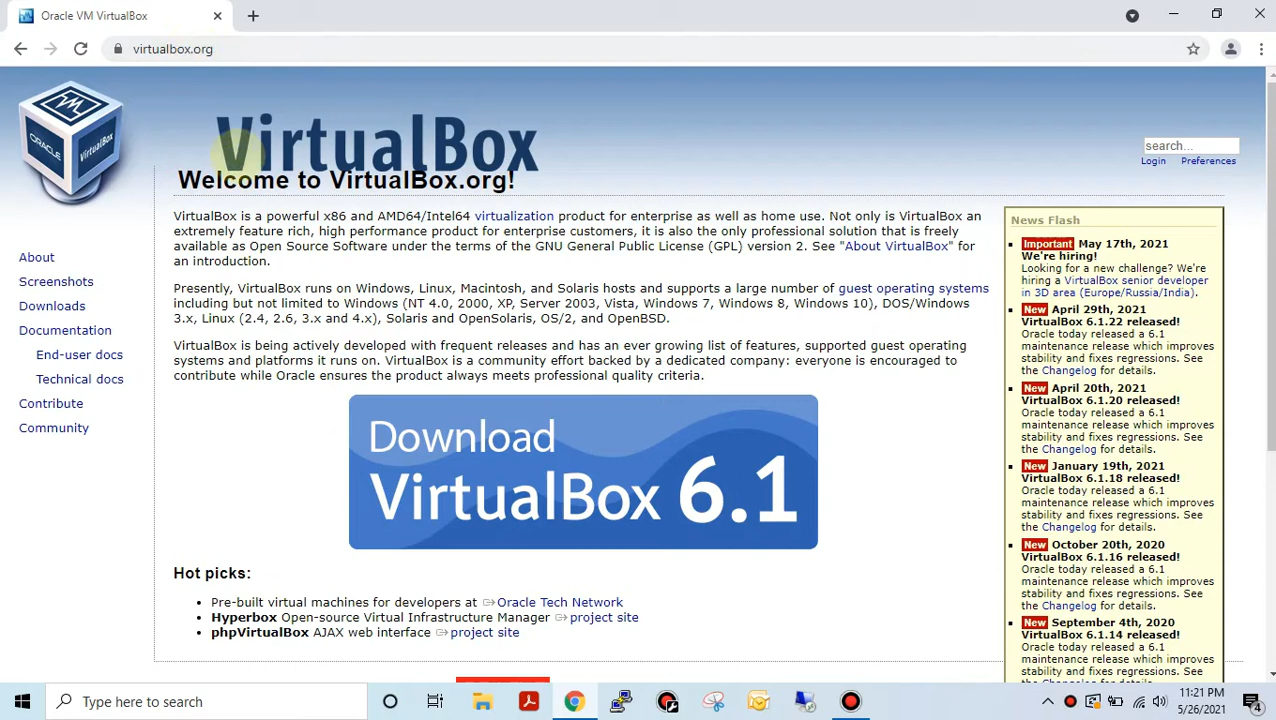 Oracle VM VirtualBox
virtualbox.org
VirtualBox
ORACLE
VirtualBox
Welcome to VirtualBox.org!
search...
Login Preferences
About
Screenshots
Downloads
Documentation
End-user docs
Technical docs
Contribute
Community
VirtualBox is a powerful x86 and AMD64/Intel64 virtualization product for enterprise as well as home use. Not only is VirtualBox an
extremely feature rich, high performance product for enterprise customers, it is also the only professional solution that is freely
available as Open Source Software under the terms of the GNU General Public License (GPL) version 2. See "About VirtualBox" for
an introduction.
Presently, VirtualBox runs on Windows, Linux, Macintosh, and Solaris hosts and supports a large number of guest operating systems
including but not limited to Windows (NT 4.0, 2000, XP, Server 2003, Vista, Windows 7, Windows 8, Windows 10), DOS/Windows
3.x, Linux (2.4, 2.6, 3.x and 4.x), Solaris and OpenSolaris, OS/2, and OpenBSD.
VirtualBox is being actively developed with frequent releases and has an ever growing list of features, supported guest operating
systems and platforms it runs on. VirtualBox is a community effort backed by a dedicated company: everyone is encouraged to
contribute while Oracle ensures the product always meets professional quality criteria.
Download
VirtualBox 6.1
Hot picks:
Pre-built virtual machines for developers at Oracle Tech Network
Hyperbox Open-source Virtual Infrastructure Manager project site
phpVirtualBox AJAX web interface project site
News Flash
Important May 17th, 2021
We're hiring!
Looking for a new challenge? We're
hiring a VirtualBox senior developer
in 3D area (Europe/Russia/India).
New April 29th, 2021
VirtualBox 6.1.22 released!
Oracle today released a 6.1
maintenance release which improves
stability and fixes regressions. See
the Changelog for details.
New April 20th, 2021
VirtualBox 6.1.20 released!
Oracle today released a 6.1
maintenance release which improves
stability and fixes regressions. See
the Changelog for details.
New January 19th, 2021
VirtualBox 6.1.18 released!
Oracle today released a 6.1
maintenance release which improves
stability and fixes regressions. See
the Changelog for details.
New October 20th, 2020
VirtualBox 6.1.16 released!
Oracle today released a 6.1
maintenance release which improves
stability and fixes regressions. See
the Changelog for details.
New September 4th, 2020
VirtualBox 6.1.14 released!
Oracle today released a 6.1
maintenance release which improves
stability and fixes regressions. See
Type here to search
11:21 PM
5/26/2021
4